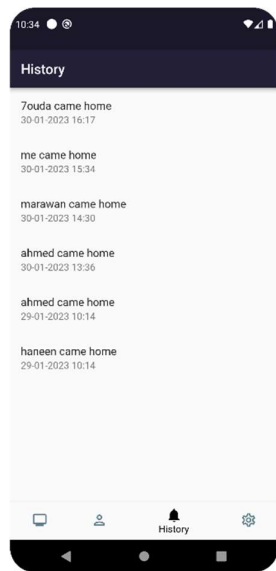 10:34
History
7ouda came home
30-01-2023 16:17
me came home
30-01-2023 15:34
marawan came home
30-01-2023 14:30
ahmed came home
30-01-2023 13:36
ahmed came home
29-01-2023 10:14
haneen came home
29-01-2023 10:14
History